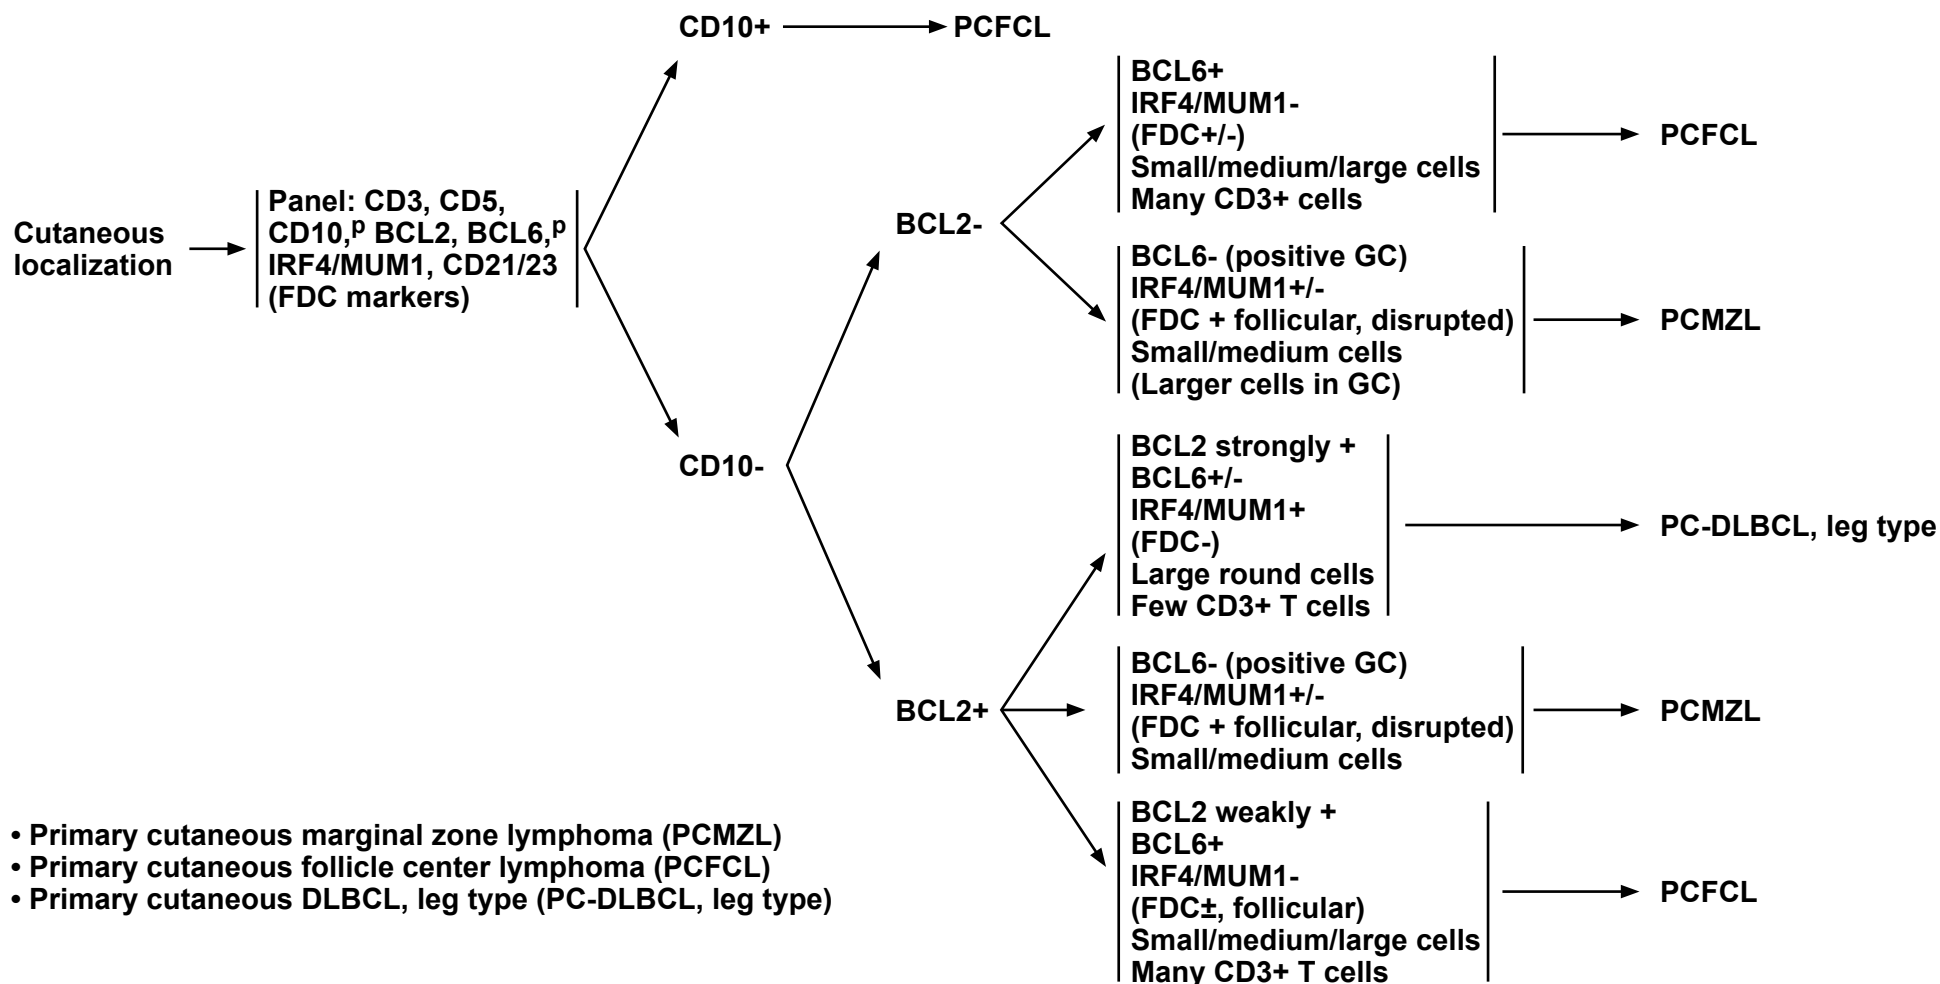 CD10+
PCFCL
BCL6+
IRF4/MUM1-
(FDC+/-)
Small/medium/large cells
Many CD3+ cells
PCFCL
Cutaneous
localization
Panel: CD3, CD5,
CD10,p BCL2, BCL6,p
IRF4/MUM1, CD21/23
(FDC markers)
BCL2-
BCL6- (positive GC)
IRF4/MUM1+/-
(FDC + follicular, disrupted)
Small/medium cells
(Larger cells in GC)
PCMZL
CD10-
BCL2 strongly +
BCL6+/-
IRF4/MUM1+
(FDC-)
Large round cells
Few CD3+ T cells
PC-DLBCL, leg type
BCL2+
BCL6- (positive GC)
IRF4/MUM1+/-
(FDC + follicular, disrupted)
Small/medium cells
PCMZL
BCL2 weakly +
BCL6+
IRF4/MUM1-
(FDC±, follicular)
Small/medium/large cells
Many CD3+ T cells
PCFCL
• Primary cutaneous marginal zone lymphoma (PCMZL)
• Primary cutaneous follicle center lymphoma (PCFCL)
• Primary cutaneous DLBCL, leg type (PC-DLBCL, leg type)